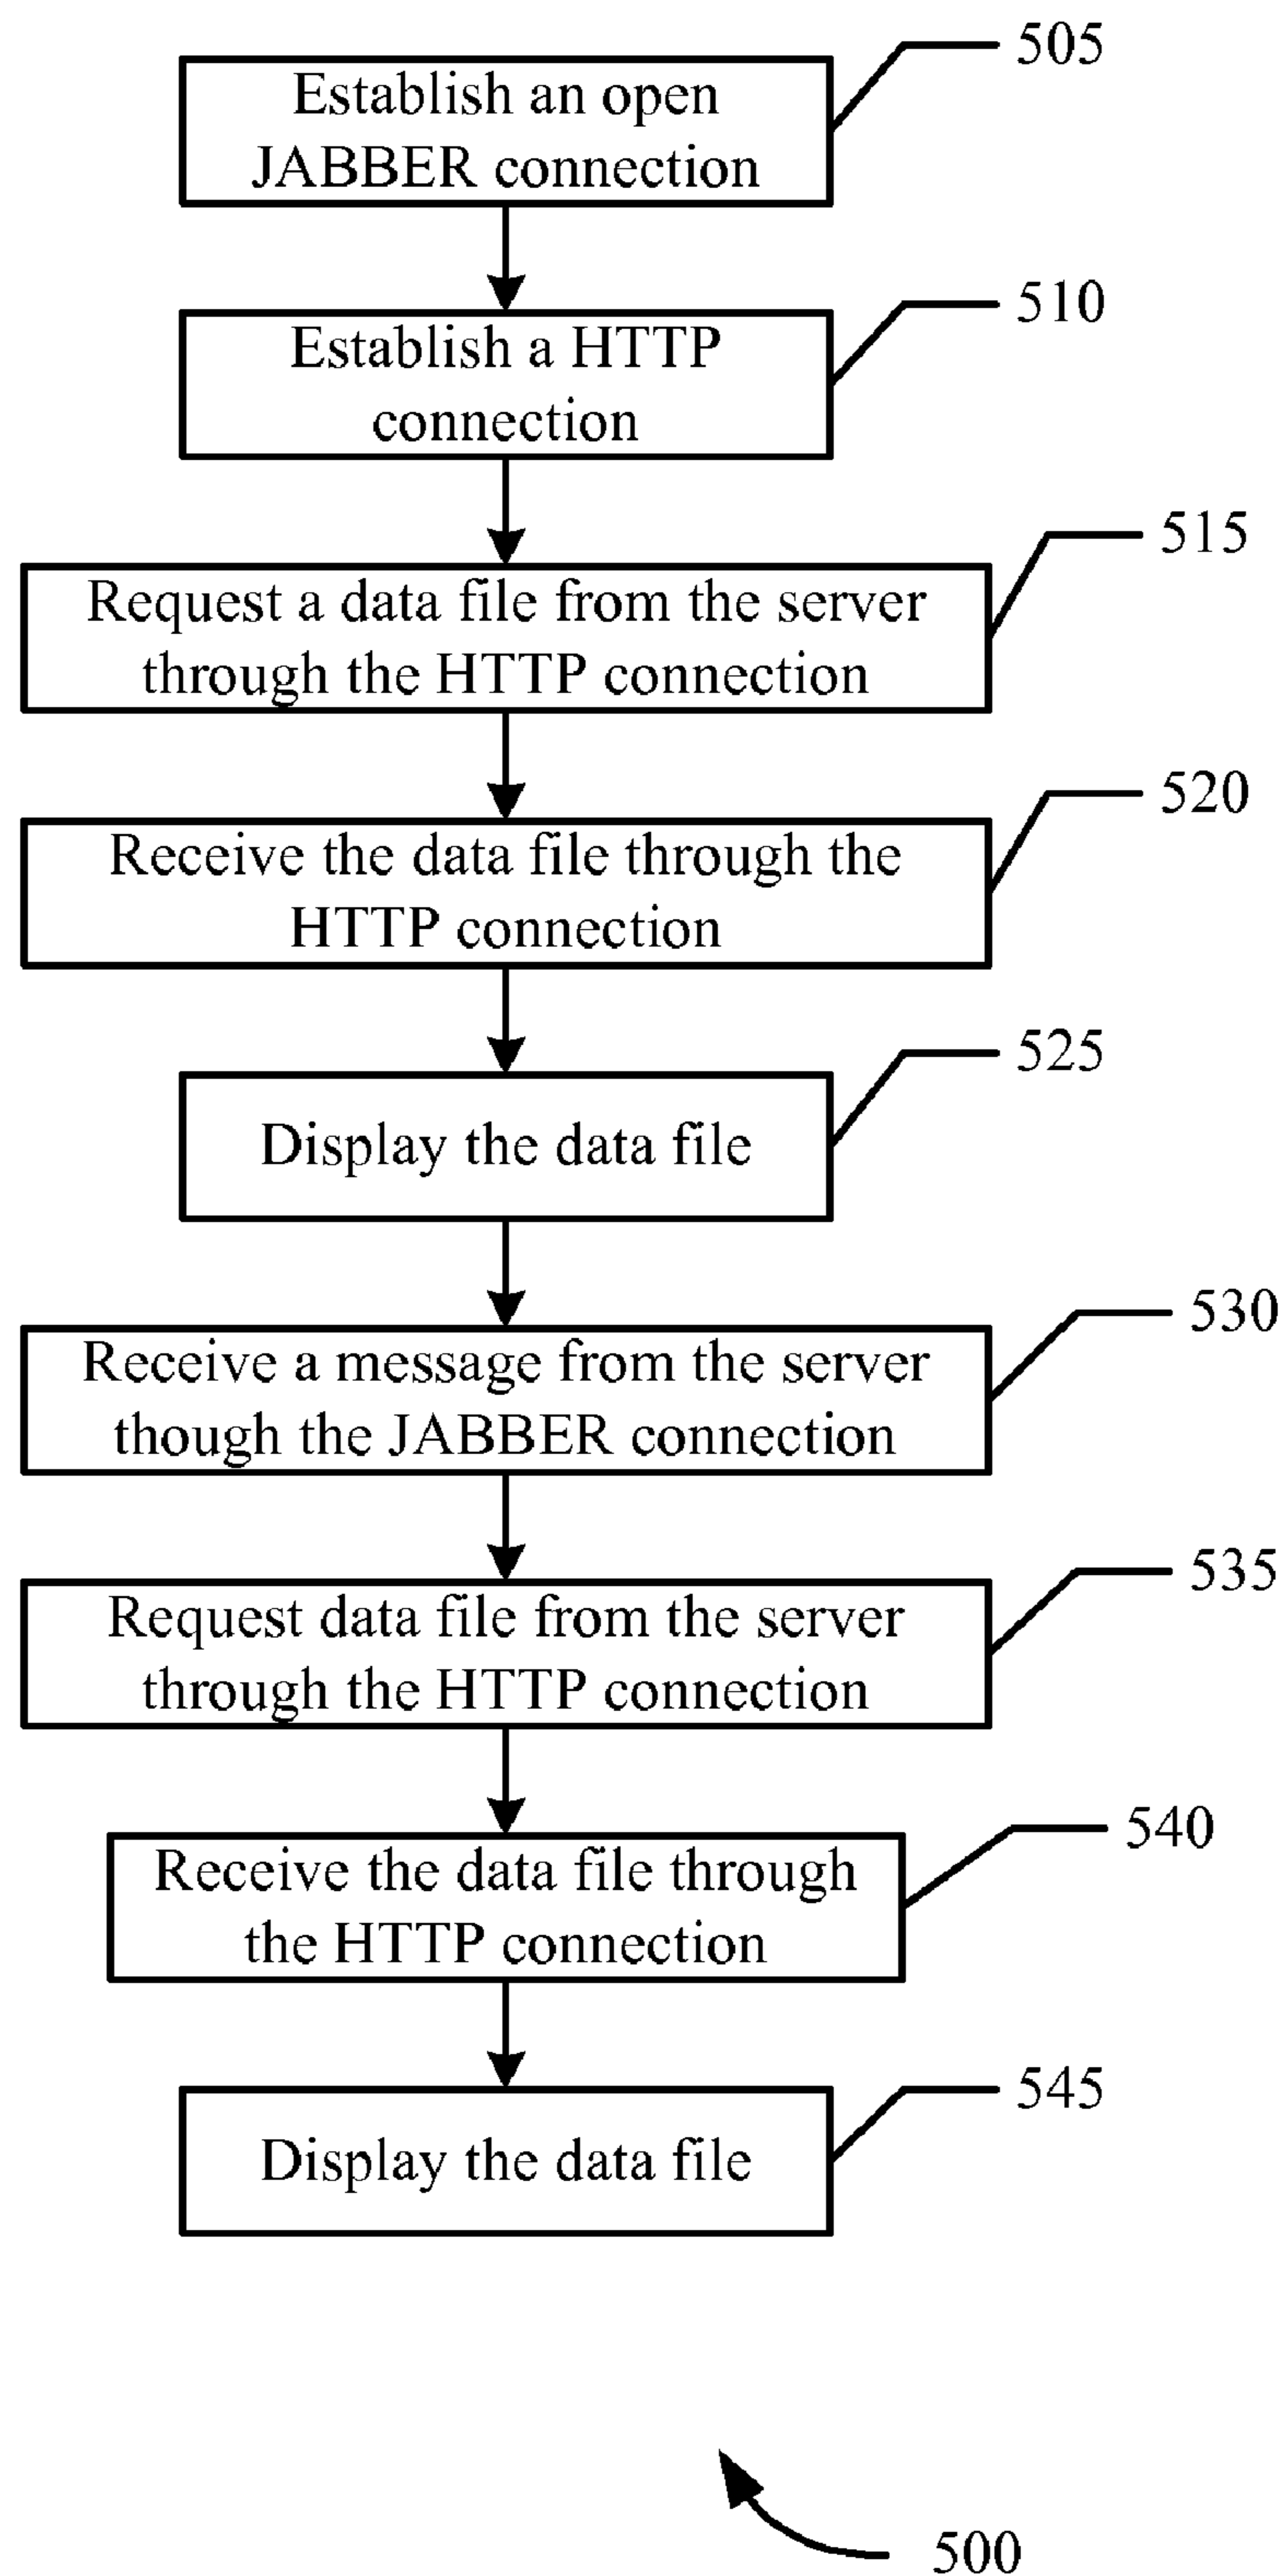 505
Establish an open
JABBER connection
510
Establish a HTTP
connection
515
Request a data file from the server
through the HTTP connection
520
Receive the data file through the
HTTP connection
525
Display the data file
530
Receive a message from the server
though the JABBER connection
535
Request data file from the server
through the HTTP connection
540
Receive the data file through
the HTTP connection
545
Display the data file
500